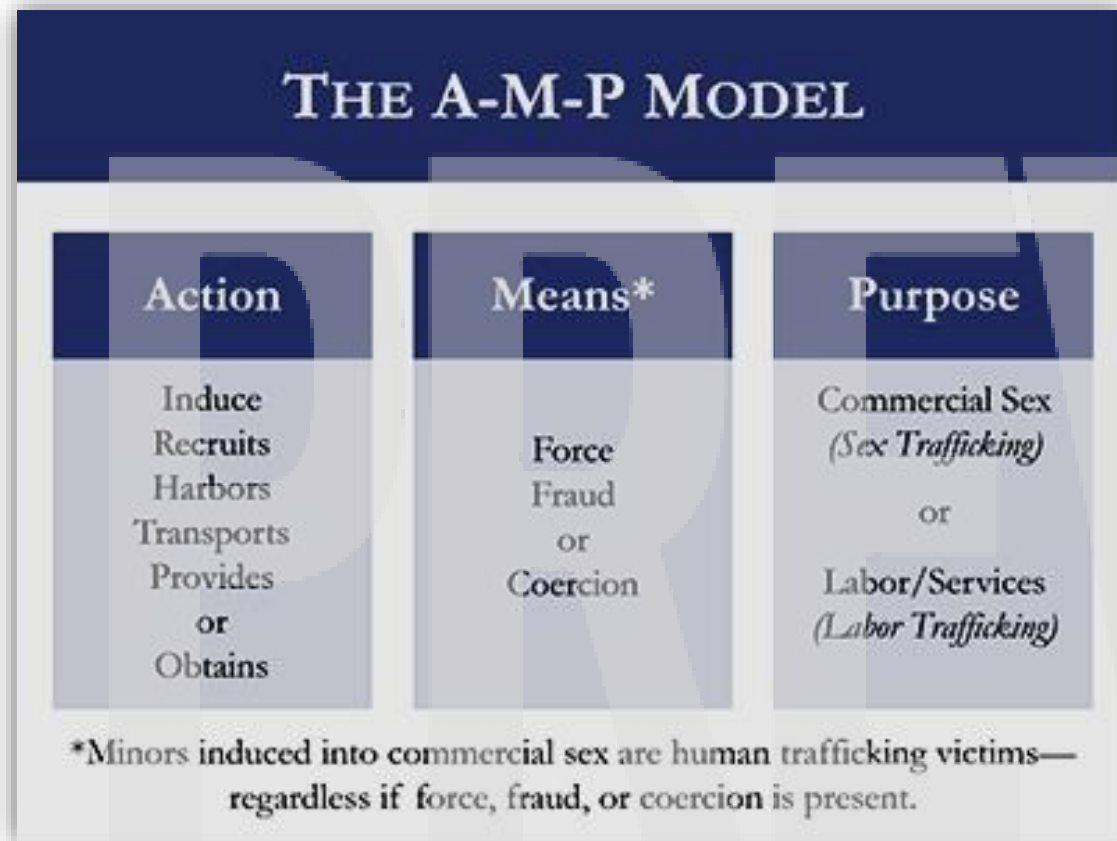 THE A-M-P MODEL
Action
Induce
Recruits
Harbors
Transports
Provides
or
Obtains
Means*
Force
Fraud
or
Coercion
Purpose
Commercial Sex
(Sex Trafficking)
or
Labor/Services
(Labor Trafficking)
*Minors induced into commercial sex are human trafficking victims—
regardless if force, fraud, or coercion is present.